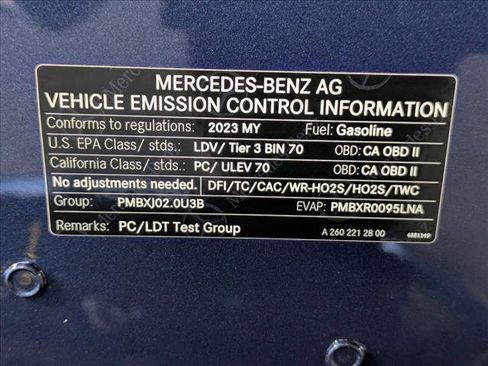 MERCEDES-BENZ AG
VEHICLE EMISSION CONTROL INFORMATION
Conforms to regulations: 2023 MY Fuel: Gasoline
U.S. EPA Class/ stds.: LDV/ Tier 3 BIN 70 OBD: CA OBD II
California Class/ stds.: PC/ ULEV 70 OBD: CA OBD II
No adjustments needed. DFI/TC/CAC/WR-HO2S/HO2S/TWC
Group: PMBXJ02.0U3B EVAP: PMBXR0095LNA
Remarks: PC/LDT Test Group A 260 221 28 00